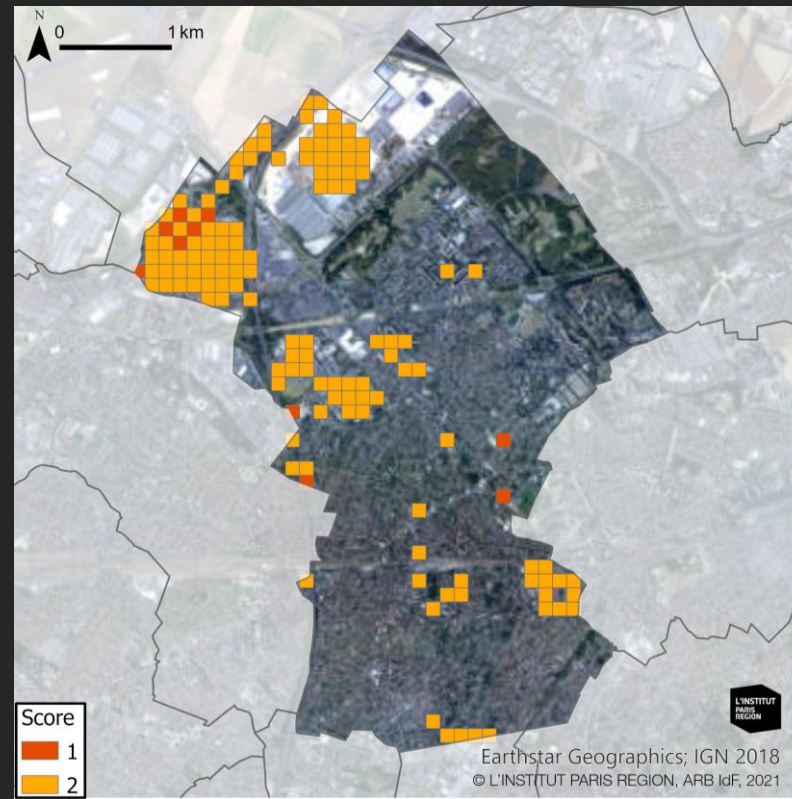 N
0 1 km
Score
1
2
L'INSTITUT
PARIS
REGION
Earthstar Geographics; IGN 2018
© L'INSTITUT PARIS REGION, ARB IdF, 2021